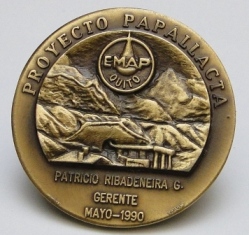 PROYECTO PAPALLACTA
EMAP
QUITO
PATRICIO RIBADENEIRA G.
GERENTE
MAYO-1990